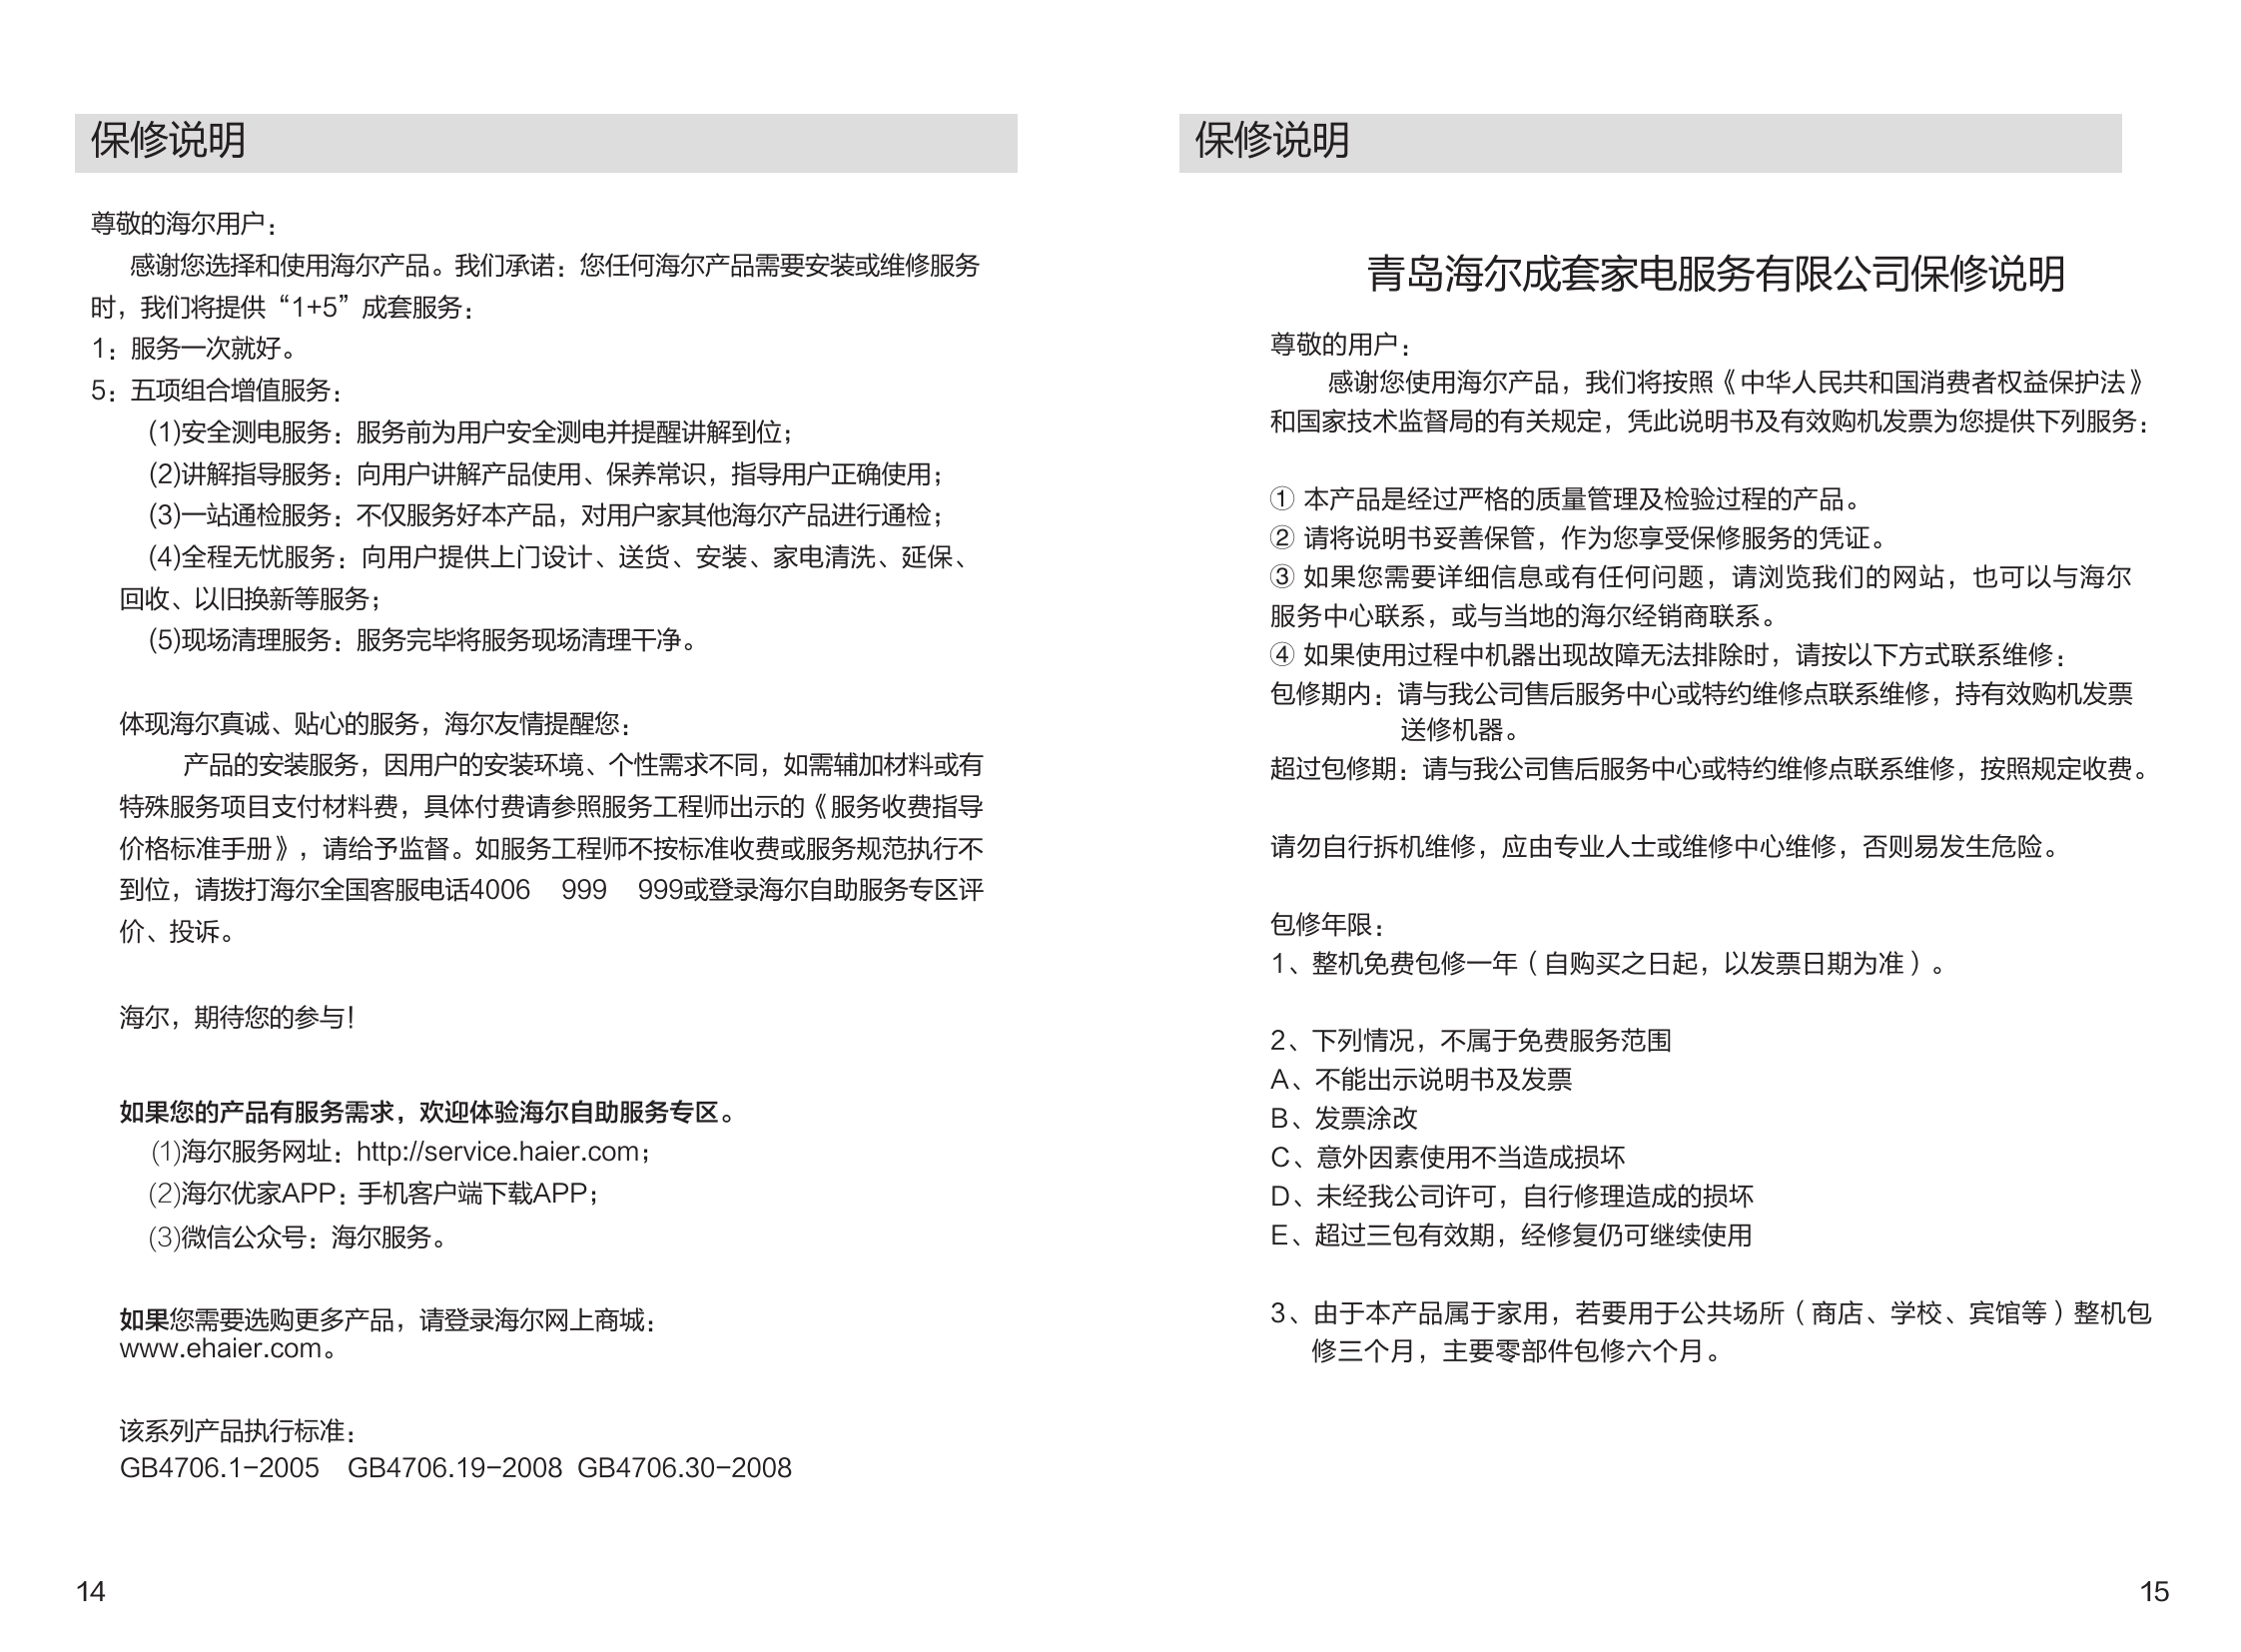 保修说明
尊敬的海尔用户：
感谢您选择和使用海尔产品。我们承诺：您任何海尔产品需要安装或维修服务
时，我们将提供“1+5”成套服务：
1：服务一次就好。
5：五项组合增值服务：
(1)安全测电服务：服务前为用户安全测电并提醒讲解到位；
(2)讲解指导服务：向用户讲解产品使用、保养常识，指导用户正确使用；
(3)一站通检服务：不仅服务好本产品，对用户家其他海尔产品进行通检；
(4)全程无忧服务：向用户提供上门设计、送货、安装、家电清洗、延保、
回收、以旧换新等服务；
(5)现场清理服务：服务完毕将服务现场清理干净。
体现海尔真诚、贴心的服务，海尔友情提醒您：
产品的安装服务，因用户的安装环境、个性需求不同，如需辅加材料或有
特殊服务项目支付材料费，具体付费请参照服务工程师出示的《服务收费指导
价格标准手册》，请给予监督。如服务工程师不按标准收费或服务规范执行不
到位，请拨打海尔全国客服电话4006 999 999或登录海尔自助服务专区评
价、投诉。
海尔，期待您的参与！
如果您的产品有服务需求，欢迎体验海尔自助服务专区。
(1)海尔服务网址：http://service.haier.com；
(2)海尔优家APP：手机客户端下载APP；
(3)微信公众号：海尔服务。
如果您需要选购更多产品，请登录海尔网上商城：
www.ehaier.com。
该系列产品执行标准：
GB4706.1-2005 GB4706.19-2008 GB4706.30-2008
14
保修说明
青岛海尔成套家电服务有限公司保修说明
尊敬的用户：
感谢您使用海尔产品，我们将按照《中华人民共和国消费者权益保护法》
和国家技术监督局的有关规定，凭此说明书及有效购机发票为您提供下列服务：
① 本产品是经过严格的质量管理及检验过程的产品。
② 请将说明书妥善保管，作为您享受保修服务的凭证。
③ 如果您需要详细信息或有任何问题，请浏览我们的网站，也可以与海尔
服务中心联系，或与当地的海尔经销商联系。
④ 如果使用过程中机器出现故障无法排除时，请按以下方式联系维修：
包修期内：请与我公司售后服务中心或特约维修点联系维修，持有效购机发票
送修机器。
超过包修期：请与我公司售后服务中心或特约维修点联系维修，按照规定收费。
请勿自行拆机维修，应由专业人士或维修中心维修，否则易发生危险。
包修年限：
1、整机免费包修一年（自购买之日起，以发票日期为准）。
2、下列情况，不属于免费服务范围
A、不能出示说明书及发票
B、发票涂改
C、意外因素使用不当造成损坏
D、未经我公司许可，自行修理造成的损坏
E、超过三包有效期，经修复仍可继续使用
3、由于本产品属于家用，若要用于公共场所（商店、学校、宾馆等）整机包
修三个月，主要零部件包修六个月。
15